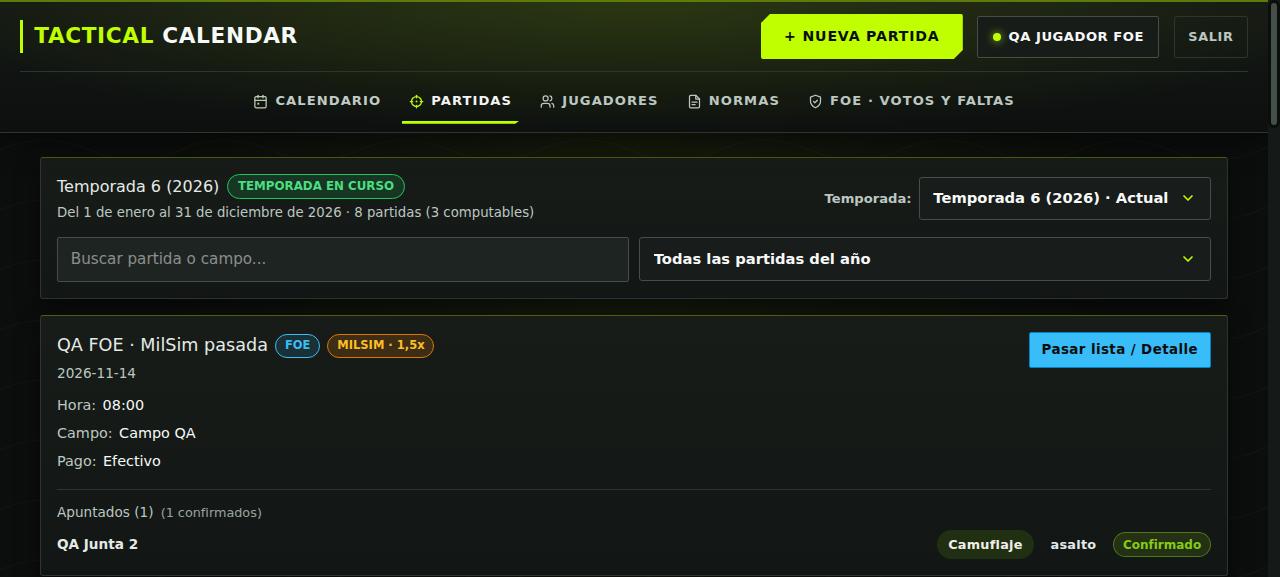 TACTICAL CALENDAR
+ NUEVA PARTIDA
QA JUGADOR FOE
SALIR
CALENDARIO
PARTIDAS
JUGADORES
NORMAS
FOE · VOTOS Y FALTAS
Temporada 6 (2026) TEMPORADA EN CURSO
Del 1 de enero al 31 de diciembre de 2026 · 8 partidas (3 computables)
Temporada: Temporada 6 (2026) · Actual
Buscar partida o campo...
Todas las partidas del año
QA FOE · MilSim pasada FOE MILSIM · 1,5x
Pasar lista / Detalle
2026-11-14
Hora: 08:00
Campo: Campo QA
Pago: Efectivo
Apuntados (1) (1 confirmados)
QA Junta 2 Camuflaje asalto Confirmado